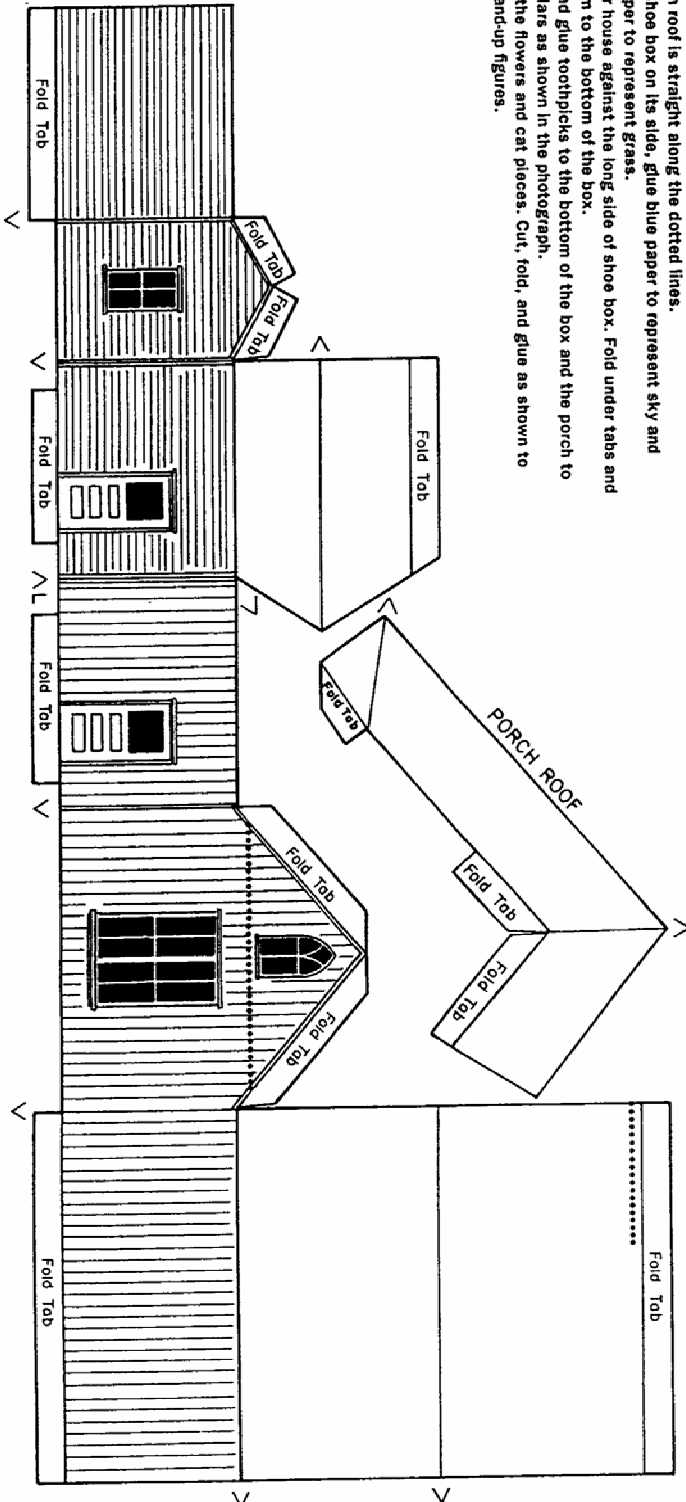 n roof is straight along the dotted lines.
hoe box on its side, glue blue paper to represent sky and
per to represent grass.
r house against the long side of shoe box. Fold under tabs and
m to the bottom of the box.
nd glue toothpicks to the bottom of the box and the porch to
lars as shown in the photograph.
the flowers and cat pieces. Cut, fold, and glue as shown to
and-up figures.
Fold Tab
PORCH ROOF
Fold Tab
Fold Tab
Fold Tab
Fold Tab
Fold Tab
Fold Tab
Fold Tab
Fold Tab
Fold Tab
Fold Tab
Fold Tab
Fold Tab
Fold Tab